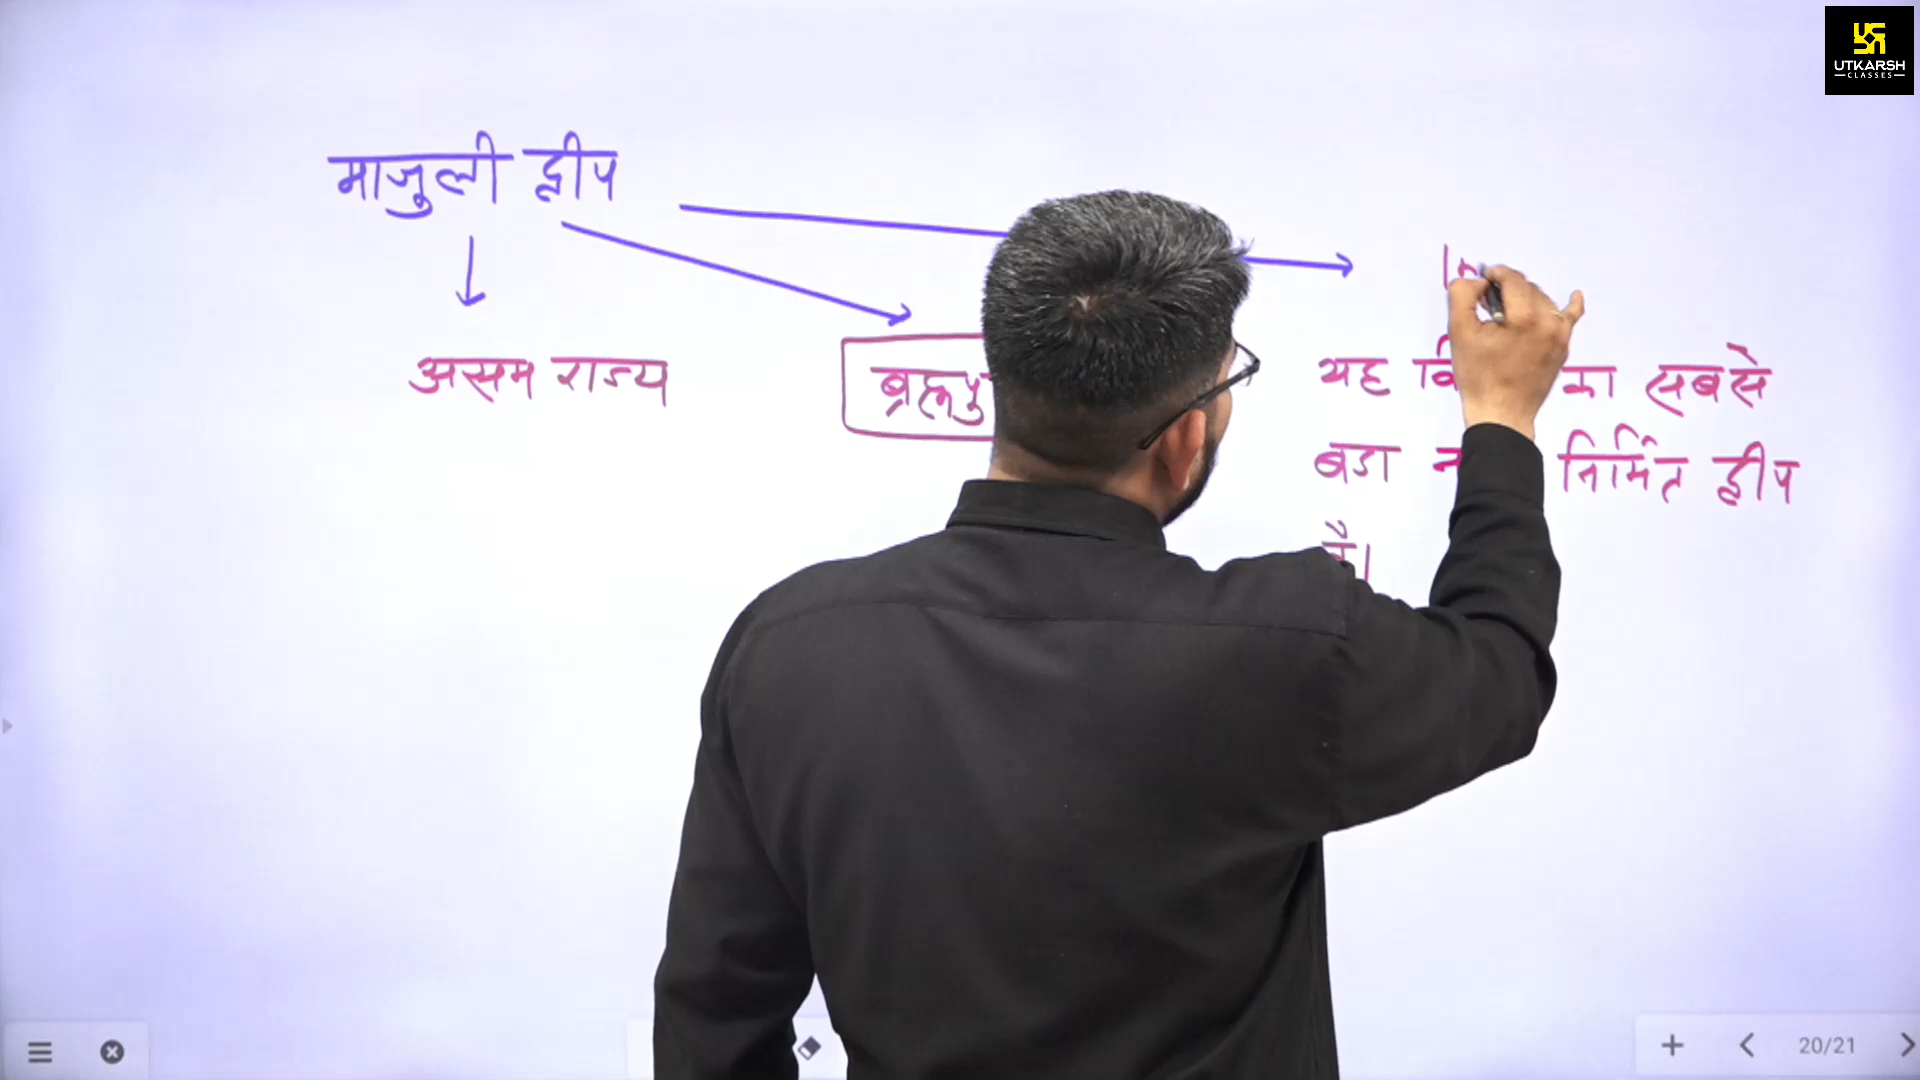 UTKARSH
CLASSES
माजुली द्वीप
असम राज्य
यह का सबसे
बडा निर्मित द्वीप
है।
20/21